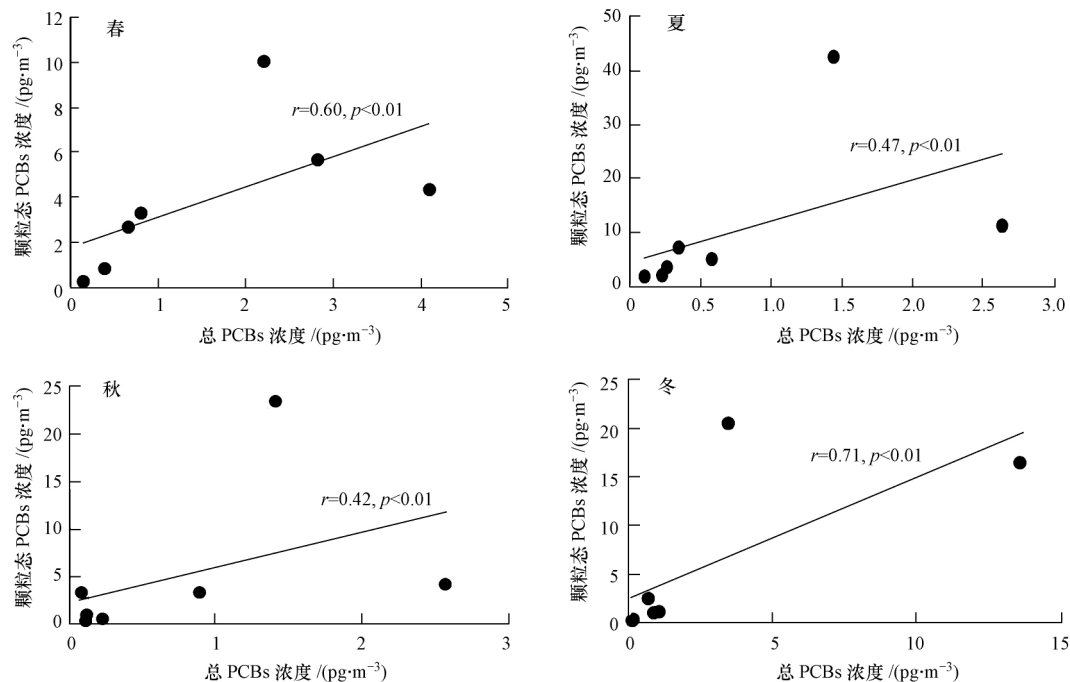 春
r=0.60, p<0.01
颗粒态 PCBs 浓度 /(pg·m⁻³)
12
10
8
6
4
2
0
0 1 2 3 4 5
总 PCBs 浓度 /(pg·m⁻³)
夏
r=0.47, p<0.01
颗粒态 PCBs 浓度 /(pg·m⁻³)
50
40
30
20
10
0
0 0.5 1.0 1.5 2.0 2.5 3.0
总 PCBs 浓度 /(pg·m⁻³)
秋
r=0.42, p<0.01
颗粒态 PCBs 浓度 /(pg·m⁻³)
25
20
15
10
5
0
0 1 2 3
总 PCBs 浓度 /(pg·m⁻³)
冬
r=0.71, p<0.01
颗粒态 PCBs 浓度 /(pg·m⁻³)
25
20
15
10
5
0
0 5 10 15
总 PCBs 浓度 /(pg·m⁻³)